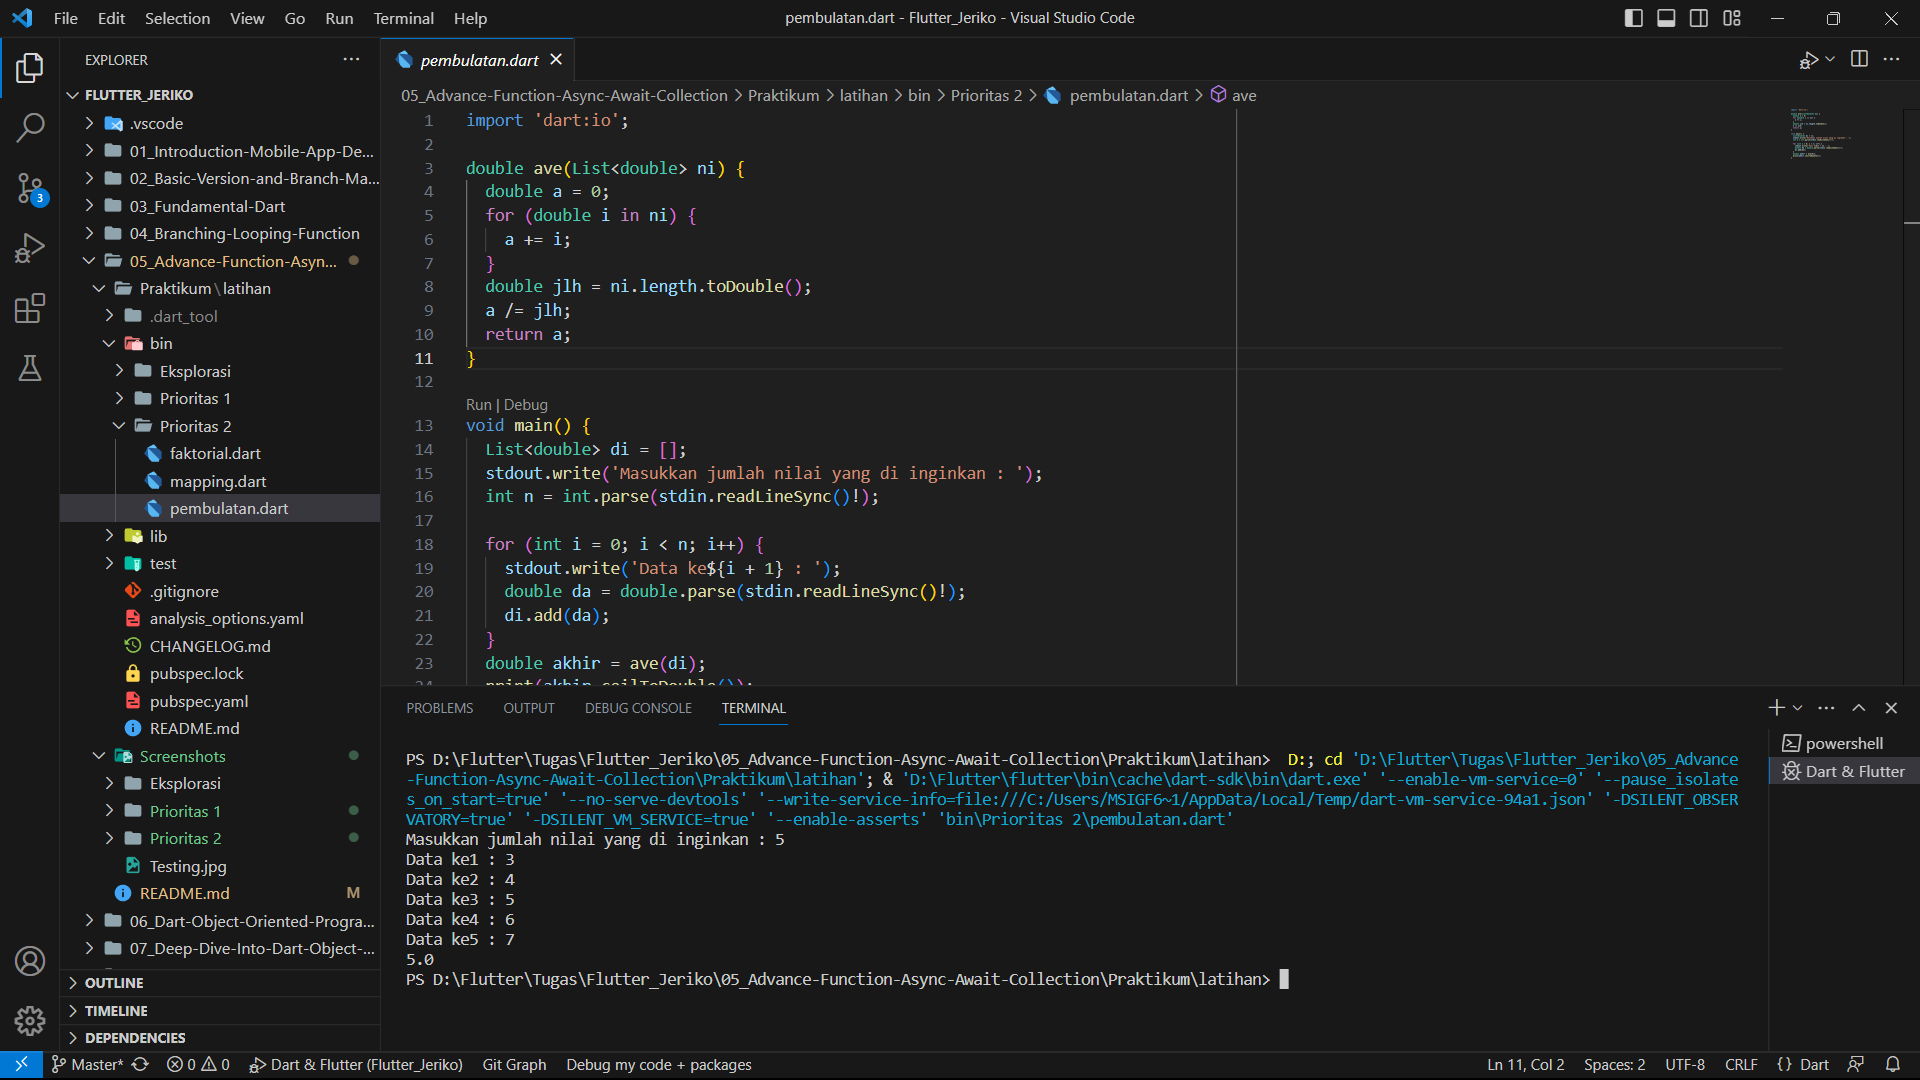 File Edit Selection View Go Run Terminal Help
pembulatan.dart - Flutter_Jeriko - Visual Studio Code
EXPLORER
FLUTTER_JERIKO
.vscode
01_Introduction-Mobile-App-De...
02_Basic-Version-and-Branch-Ma...
03_Fundamental-Dart
04_Branching-Looping-Function
05_Advance-Function-Asyn...
Praktikum\latihan
.dart_tool
bin
Eksplorasi
Prioritas 1
Prioritas 2
faktorial.dart
mapping.dart
pembulatan.dart
lib
test
.gitignore
analysis_options.yaml
CHANGELOG.md
pubspec.lock
pubspec.yaml
README.md
Screenshots
Eksplorasi
Prioritas 1
Prioritas 2
Testing.jpg
README.md M
06_Dart-Object-Oriented-Progra...
07_Deep-Dive-Into-Dart-Object-...
OUTLINE
TIMELINE
DEPENDENCIES
3
pembulatan.dart
05_Advance-Function-Async-Await-Collection > Praktikum > latihan > bin > Prioritas 2 > pembulatan.dart > ave
1 import 'dart:io';
2
3 double ave(List<double> ni) {
4 double a = 0;
5 for (double i in ni) {
6 a += i;
7 }
8 double jlh = ni.length.toDouble();
9 a /= jlh;
10 return a;
11 }
12
Run | Debug
13 void main() {
14 List<double> di = [];
15 stdout.write('Masukkan jumlah nilai yang di inginkan : ');
16 int n = int.parse(stdin.readLineSync()!);
17
18 for (int i = 0; i < n; i++) {
19 stdout.write('Data ke${i + 1} : ');
20 double da = double.parse(stdin.readLineSync()!);
21 di.add(da);
22 }
23 double akhir = ave(di);
24 print(akhir.ceilToDouble());
PROBLEMS OUTPUT DEBUG CONSOLE TERMINAL
PS D:\Flutter\Tugas\Flutter_Jeriko\05_Advance-Function-Async-Await-Collection\Praktikum\latihan> D:; cd 'D:\Flutter\Tugas\Flutter_Jeriko\05_Advance
-Function-Async-Await-Collection\Praktikum\latihan'; & 'D:\Flutter\flutter\bin\cache\dart-sdk\bin\dart.exe' '--enable-vm-service=0' '--pause_isolate
s_on_start=true' '--no-serve-devtools' '--write-service-info=file:///C:/Users/MSIGF6~1/AppData/Local/Temp/dart-vm-service-94a1.json' '-DSILENT_OBSER
VATORY=true' '-DSILENT_VM_SERVICE=true' '--enable-asserts' 'bin\Prioritas 2\pembulatan.dart'
Masukkan jumlah nilai yang di inginkan : 5
Data ke1 : 3
Data ke2 : 4
Data ke3 : 5
Data ke4 : 6
Data ke5 : 7
5.0
PS D:\Flutter\Tugas\Flutter_Jeriko\05_Advance-Function-Async-Await-Collection\Praktikum\latihan>
powershell
Dart & Flutter
Master* 0 0 Dart & Flutter (Flutter_Jeriko) Git Graph Debug my code + packages
Ln 11, Col 2 Spaces: 2 UTF-8 CRLF {} Dart